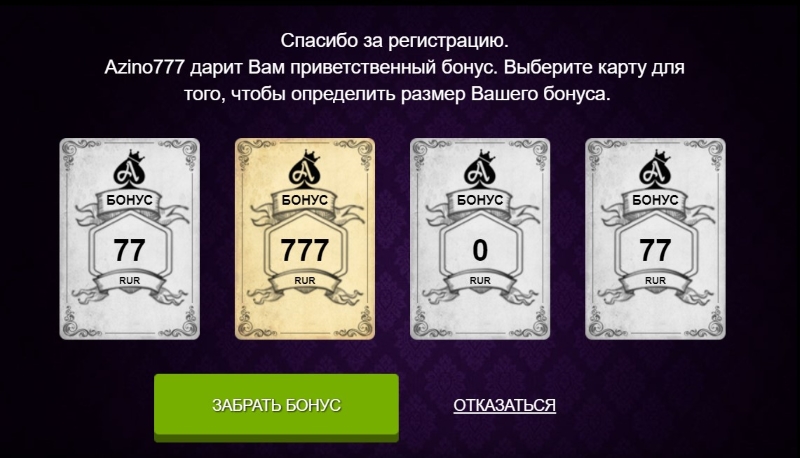 Спасибо за регистрацию.
Azino777 дарит Вам приветственный бонус. Выберите карту для
того, чтобы определить размер Вашего бонуса.
A A A A
БОНУС БОНУС БОНУС БОНУС
77 777 0 77
RUR RUR RUR RUR
ЗАБРАТЬ БОНУС ОТКАЗАТЬСЯ